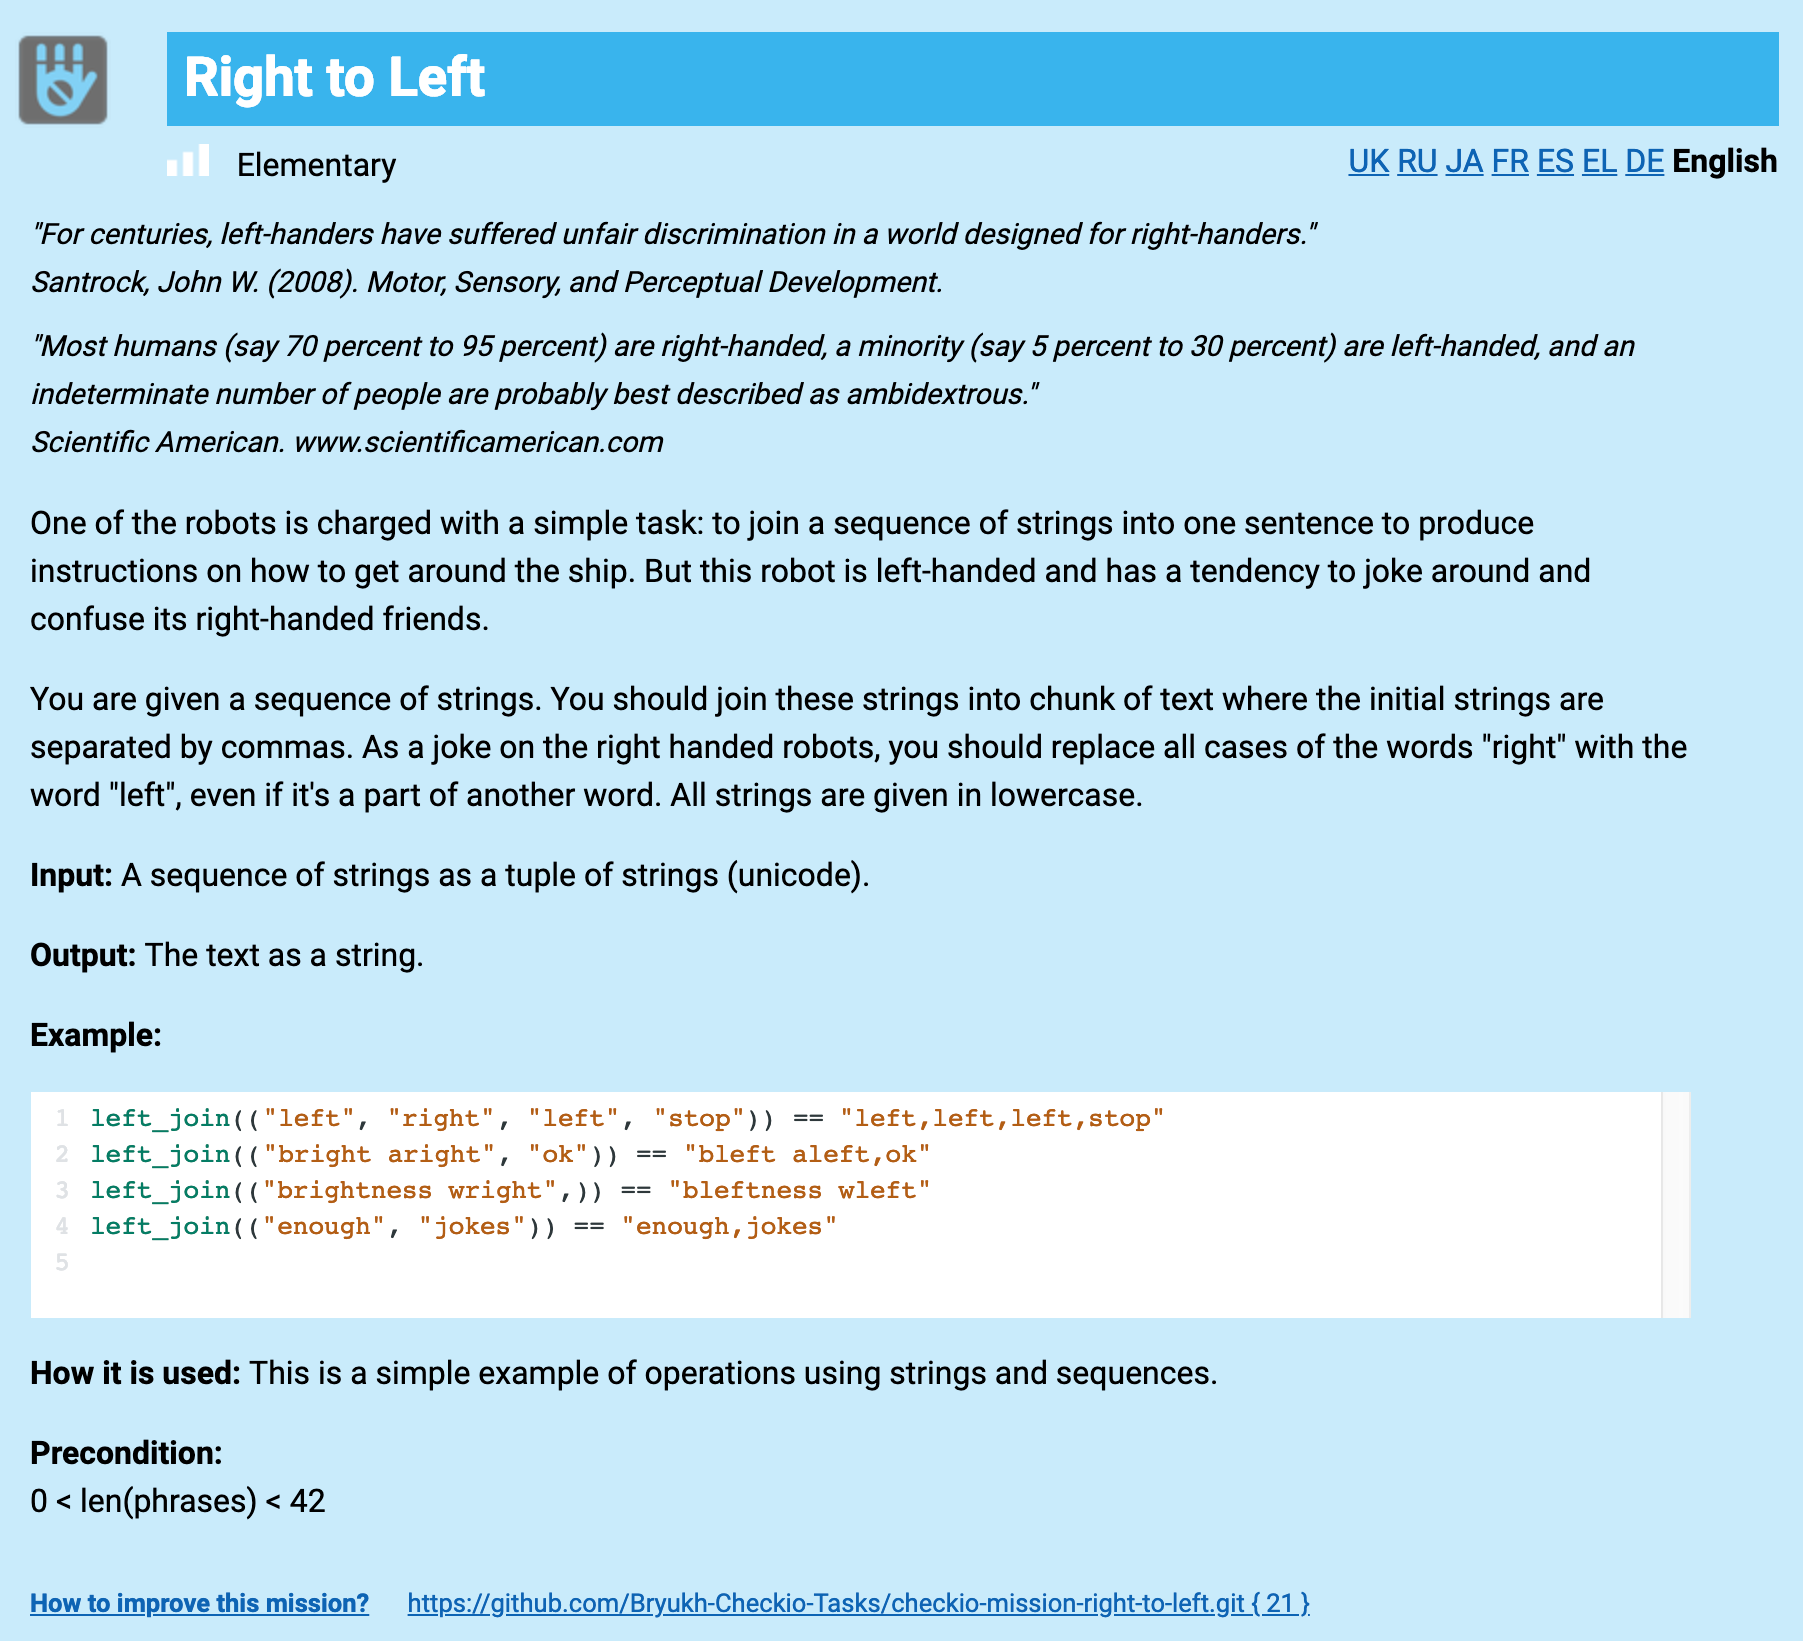 Right to Left
Elementary
UK RU JA FR ES EL DE English
"For centuries, left-handers have suffered unfair discrimination in a world designed for right-handers."
Santrock, John W. (2008). Motor, Sensory, and Perceptual Development.
"Most humans (say 70 percent to 95 percent) are right-handed, a minority (say 5 percent to 30 percent) are left-handed, and an
indeterminate number of people are probably best described as ambidextrous."
Scientific American. www.scientificamerican.com
One of the robots is charged with a simple task: to join a sequence of strings into one sentence to produce
instructions on how to get around the ship. But this robot is left-handed and has a tendency to joke around and
confuse its right-handed friends.
You are given a sequence of strings. You should join these strings into chunk of text where the initial strings are
separated by commas. As a joke on the right handed robots, you should replace all cases of the words "right" with the
word "left", even if it's a part of another word. All strings are given in lowercase.
Input: A sequence of strings as a tuple of strings (unicode).
Output: The text as a string.
Example:
1 left_join(("left", "right", "left", "stop")) == "left,left,left,stop"
2 left_join(("bright aright", "ok")) == "bleft aleft,ok"
3 left_join(("brightness wright",)) == "bleftness wleft"
4 left_join(("enough", "jokes")) == "enough,jokes"
5
How it is used: This is a simple example of operations using strings and sequences.
Precondition:
0 < len(phrases) < 42
How to improve this mission? https://github.com/Bryukh-Checkio-Tasks/checkio-mission-right-to-left.git { 21 }